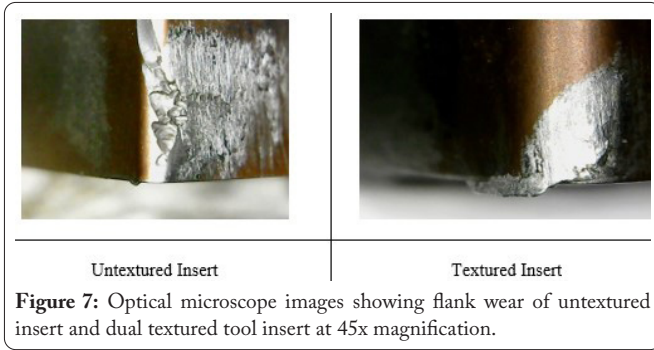 Untextured Insert
Textured Insert
Figure 7: Optical microscope images showing flank wear of untextured
insert and dual textured tool insert at 45x magnification.